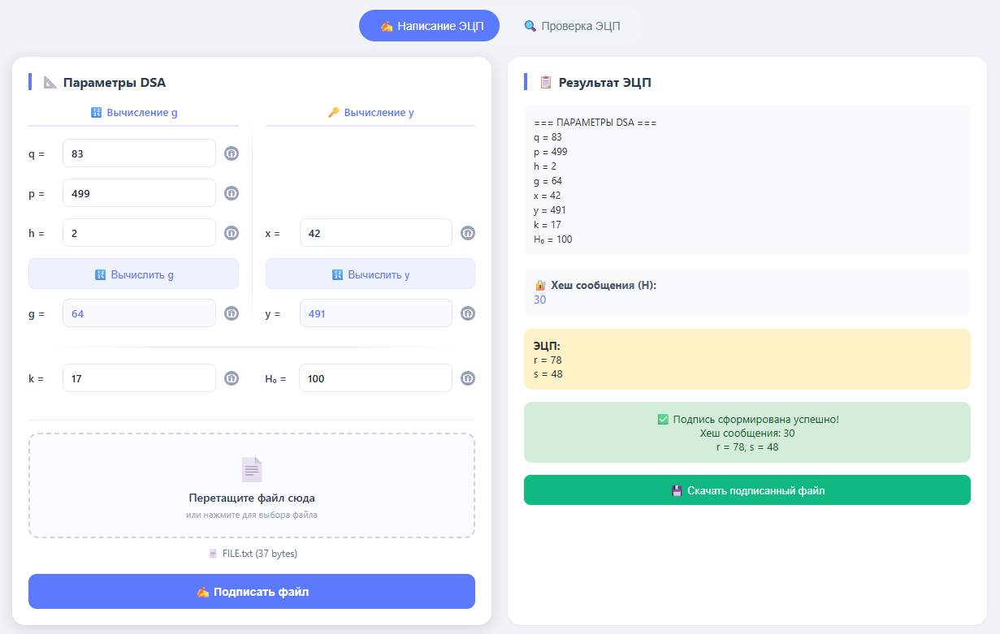 ✍️ Написание ЭЦП
🔍 Проверка ЭЦП
📐 Параметры DSA
🔢 Вычисление g
🔑 Вычисление y
q = 83
p = 499
h = 2
x = 42
🔢 Вычислить g
🔢 Вычислить y
g = 64
y = 491
k = 17
H₀ = 100
Перетащите файл сюда
или нажмите для выбора файла
📄 FILE.txt (37 bytes)
✍️ Подписать файл
📋 Результат ЭЦП
=== ПАРАМЕТРЫ DSA ===
q = 83
p = 499
h = 2
g = 64
x = 42
y = 491
k = 17
H₀ = 100
🔐 Хеш сообщения (H):
30
ЭЦП:
r = 78
s = 48
✅ Подпись сформирована успешно!
Хеш сообщения: 30
r = 78, s = 48
💾 Скачать подписанный файл